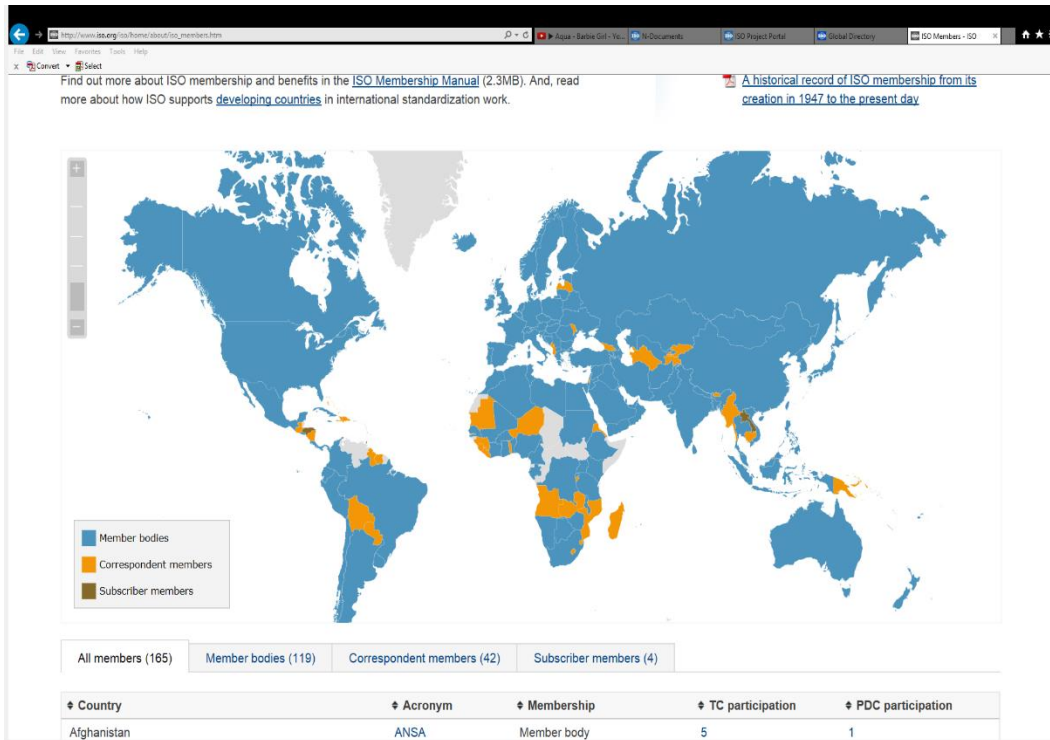 http://www.iso.org/iso/home/about/iso_members.htm
Aqua - Barbie Girl - Yo...
N-Documents
ISO Project Portal
Global Directory
ISO Members - ISO
File Edit View Favorites Tools Help
x Convert Select
Find out more about ISO membership and benefits in the ISO Membership Manual (2.3MB). And, read
more about how ISO supports developing countries in international standardization work.
A historical record of ISO membership from its
creation in 1947 to the present day
Member bodies
Correspondent members
Subscriber members
All members (165) Member bodies (119) Correspondent members (42) Subscriber members (4)
Country Acronym Membership TC participation PDC participation
Afghanistan ANSA Member body 5 1